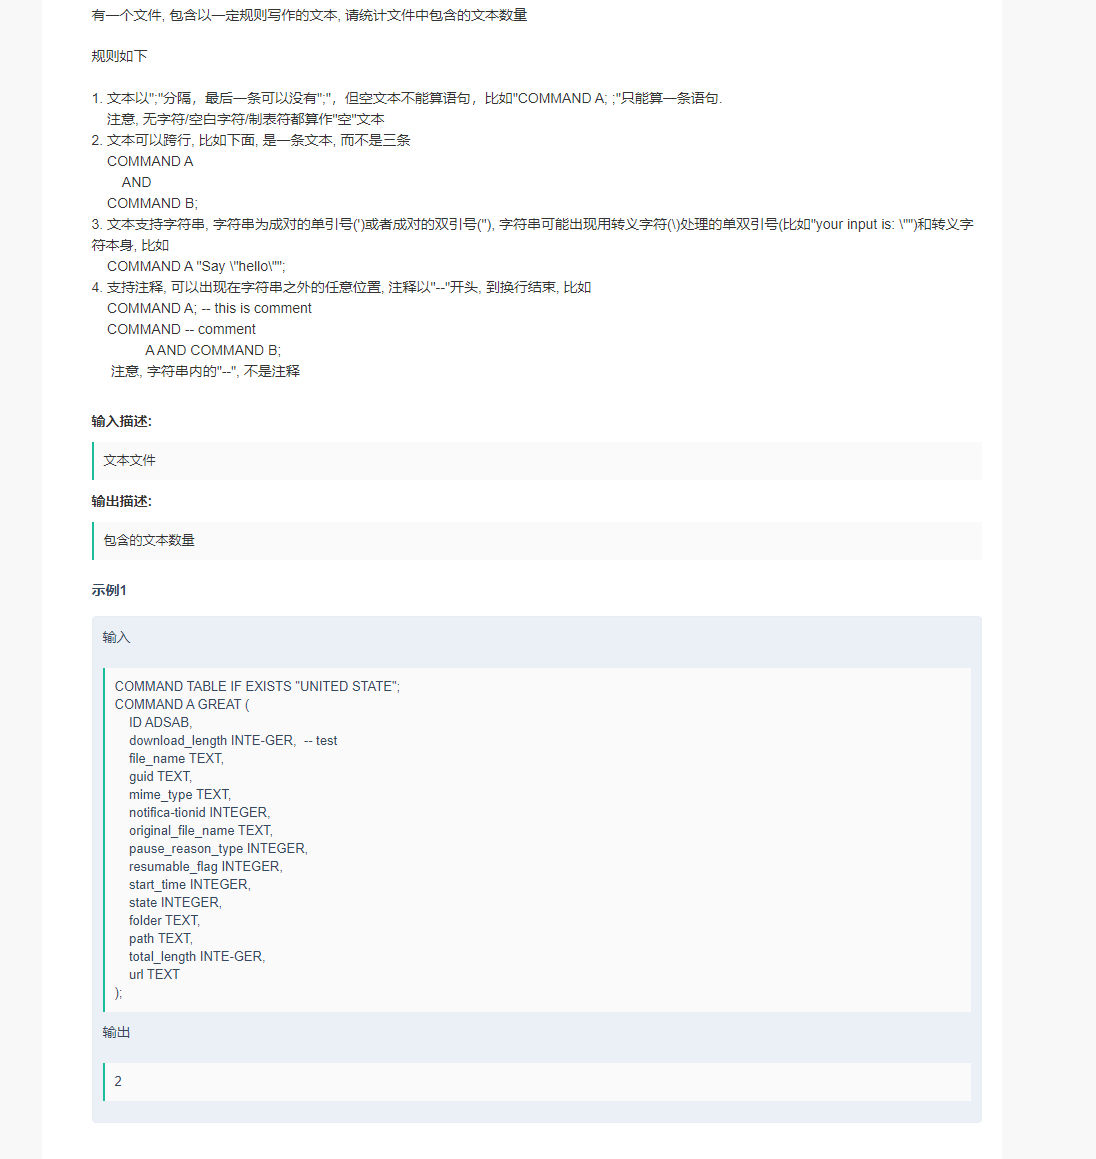 有一个文件, 包含以一定规则写作的文本, 请统计文件中包含的文本数量
规则如下
1. 文本以";"分隔，最后一条可以没有";"，但空文本不能算语句，比如"COMMAND A; ;"只能算一条语句.
注意, 无字符/空白字符/制表符都算作"空"文本
2. 文本可以跨行, 比如下面, 是一条文本, 而不是三条
COMMAND A
AND
COMMAND B;
3. 文本支持字符串, 字符串为成对的单引号(')或者成对的双引号("), 字符串可能出现用转义字符(\)处理的单双引号(比如"your input is: \"")和转义字
符本身, 比如
COMMAND A "Say \"hello\"";
4. 支持注释, 可以出现在字符串之外的任意位置, 注释以"--"开头, 到换行结束, 比如
COMMAND A; -- this is comment
COMMAND -- comment
A AND COMMAND B;
注意, 字符串内的"--", 不是注释
输入描述:
文本文件
输出描述:
包含的文本数量
示例1
输入
COMMAND TABLE IF EXISTS "UNITED STATE";
COMMAND A GREAT (
ID ADSAB,
download_length INTE-GER,  -- test
file_name TEXT,
guid TEXT,
mime_type TEXT,
notifica-tionid INTEGER,
original_file_name TEXT,
pause_reason_type INTEGER,
resumable_flag INTEGER,
start_time INTEGER,
state INTEGER,
folder TEXT,
path TEXT,
total_length INTE-GER,
url TEXT
);
输出
2